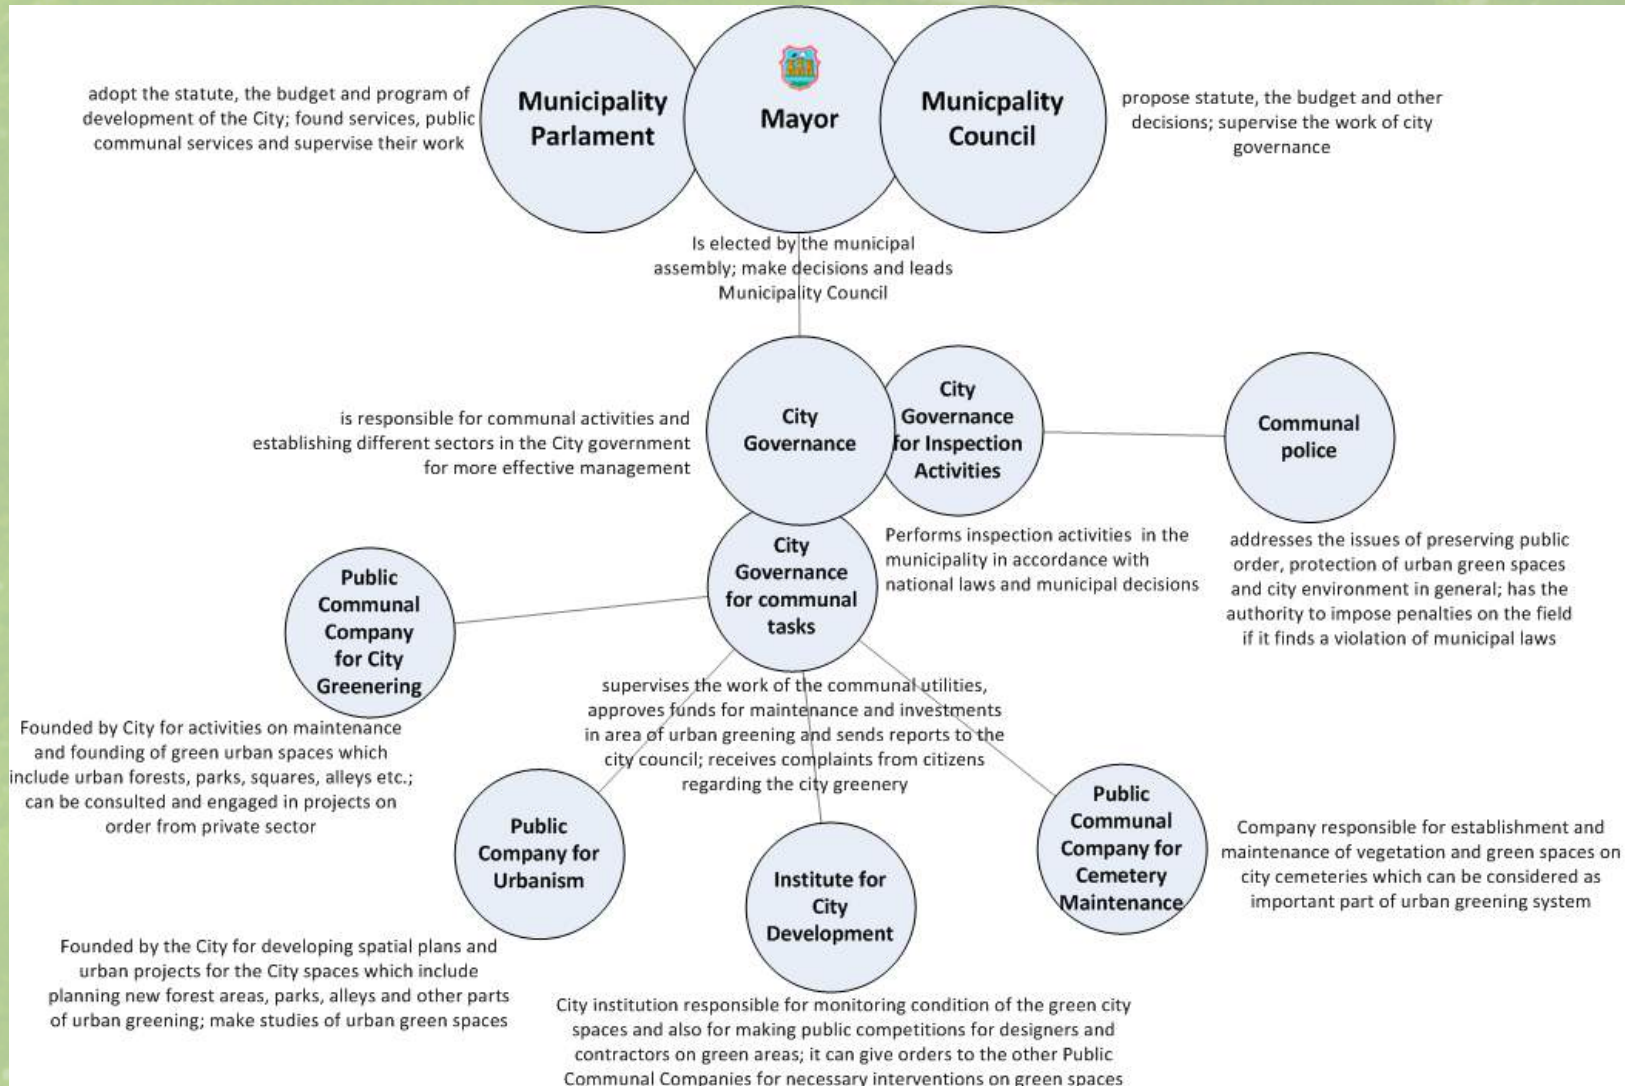 adopt the statute, the budget and program of
development of the City; found services, public
communal services and supervise their work
Municipality
Parlament
Mayor
Municpality
Council
propose statute, the budget and other
decisions; supervise the work of city
governance
Is elected by the municipal
assembly; make decisions and leads
Municipality Council
is responsible for communal activities and
establishing different sectors in the City government
for more effective management
City
Governance
City
Governance
for Inspection
Activities
Communal
police
Performs inspection activities in the
municipality in accordance with
national laws and municipal decisions
addresses the issues of preserving public
order, protection of urban green spaces
and city environment in general; has the
authority to impose penalties on the field
if it finds a violation of municipal laws
City
Governance
for communal
tasks
supervises the work of the communal utilities,
approves funds for maintenance and investments
in area of urban greening and sends reports to the
city council; receives complaints from citizens
regarding the city greenery
Public
Communal
Company
for City
Greenering
Founded by City for activities on maintenance
and founding of green urban spaces which
include urban forests, parks, squares, alleys etc.;
can be consulted and engaged in projects on
order from private sector
Public
Company for
Urbanism
Founded by the City for developing spatial plans and
urban projects for the City spaces which include
planning new forest areas, parks, alleys and other parts
of urban greening; make studies of urban green spaces
Institute for
City
Development
City institution responsible for monitoring condition of the green city
spaces and also for making public competitions for designers and
contractors on green areas; it can give orders to the other Public
Communal Companies for necessary interventions on green spaces
Public
Communal
Company for
Cemetery
Maintenance
Company responsible for establishment and
maintenance of vegetation and green spaces on
city cemeteries which can be considered as
important part of urban greening system